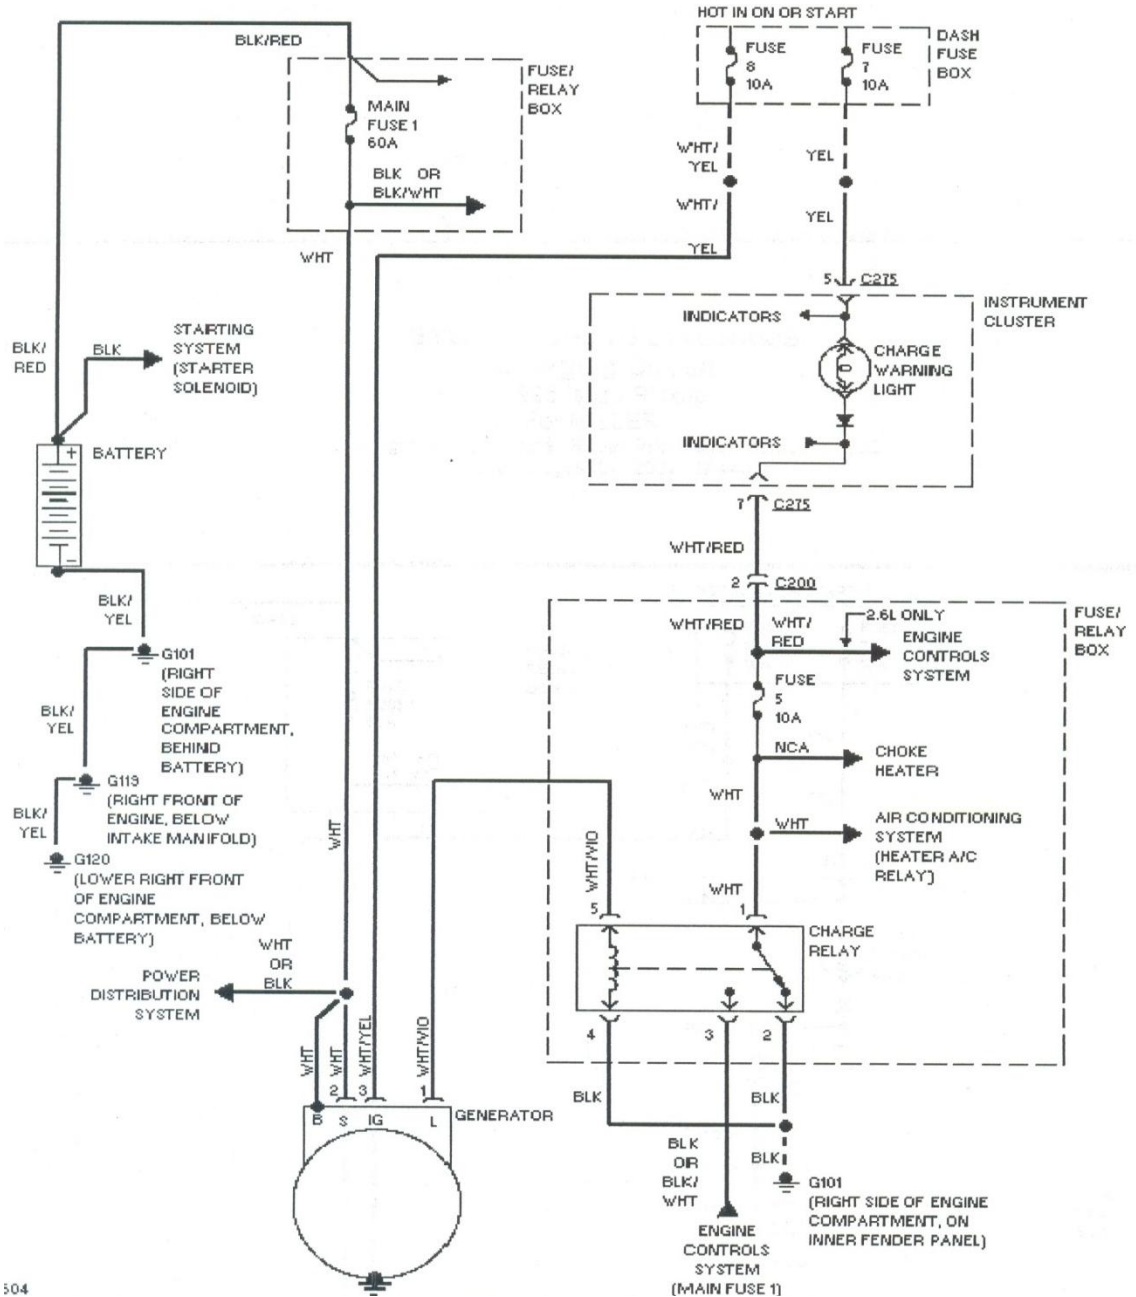 HOT IN ON OR START
BLK/RED
FUSE/
RELAY
BOX
MAIN
FUSE 1
60A
BLK OR
BLK/WHT
WHT
FUSE
8
10A
FUSE
7
10A
DASH
FUSE
BOX
WHT/
YEL
YEL
WHT/
YEL
YEL
5
C275
INDICATORS
INSTRUMENT
CLUSTER
CHARGE
WARNING
LIGHT
INDICATORS
7
C275
WHT/RED
2
C200
BLK/
RED
BLK
STARTING
SYSTEM
(STARTER
SOLENOID)
+
BATTERY
-
BLK/
YEL
G101
(RIGHT
SIDE OF
ENGINE
COMPARTMENT,
BEHIND
BATTERY)
BLK/
YEL
G119
(RIGHT FRONT OF
ENGINE, BELOW
INTAKE MANIFOLD)
BLK/
YEL
G120
(LOWER RIGHT FRONT
OF ENGINE
COMPARTMENT, BELOW
BATTERY)
WHT
WHT
OR
BLK
POWER
DISTRIBUTION
SYSTEM
WHT
WHT
WHT/YEL
WHT/VIO
2
3
1
B
S
IG
L
GENERATOR
WHT/RED
WHT/
RED
2.6L ONLY
ENGINE
CONTROLS
SYSTEM
FUSE/
RELAY
BOX
FUSE
5
10A
NCA
CHOKE
HEATER
WHT
WHT
AIR CONDITIONING
SYSTEM
(HEATER A/C
RELAY)
WHT/VIO
WHT
5
1
CHARGE
RELAY
4
3
2
BLK
BLK
BLK
OR
BLK/
WHT
BLK
G101
(RIGHT SIDE OF ENGINE
COMPARTMENT, ON
INNER FENDER PANEL)
ENGINE
CONTROLS
SYSTEM
(MAIN FUSE 1)
504